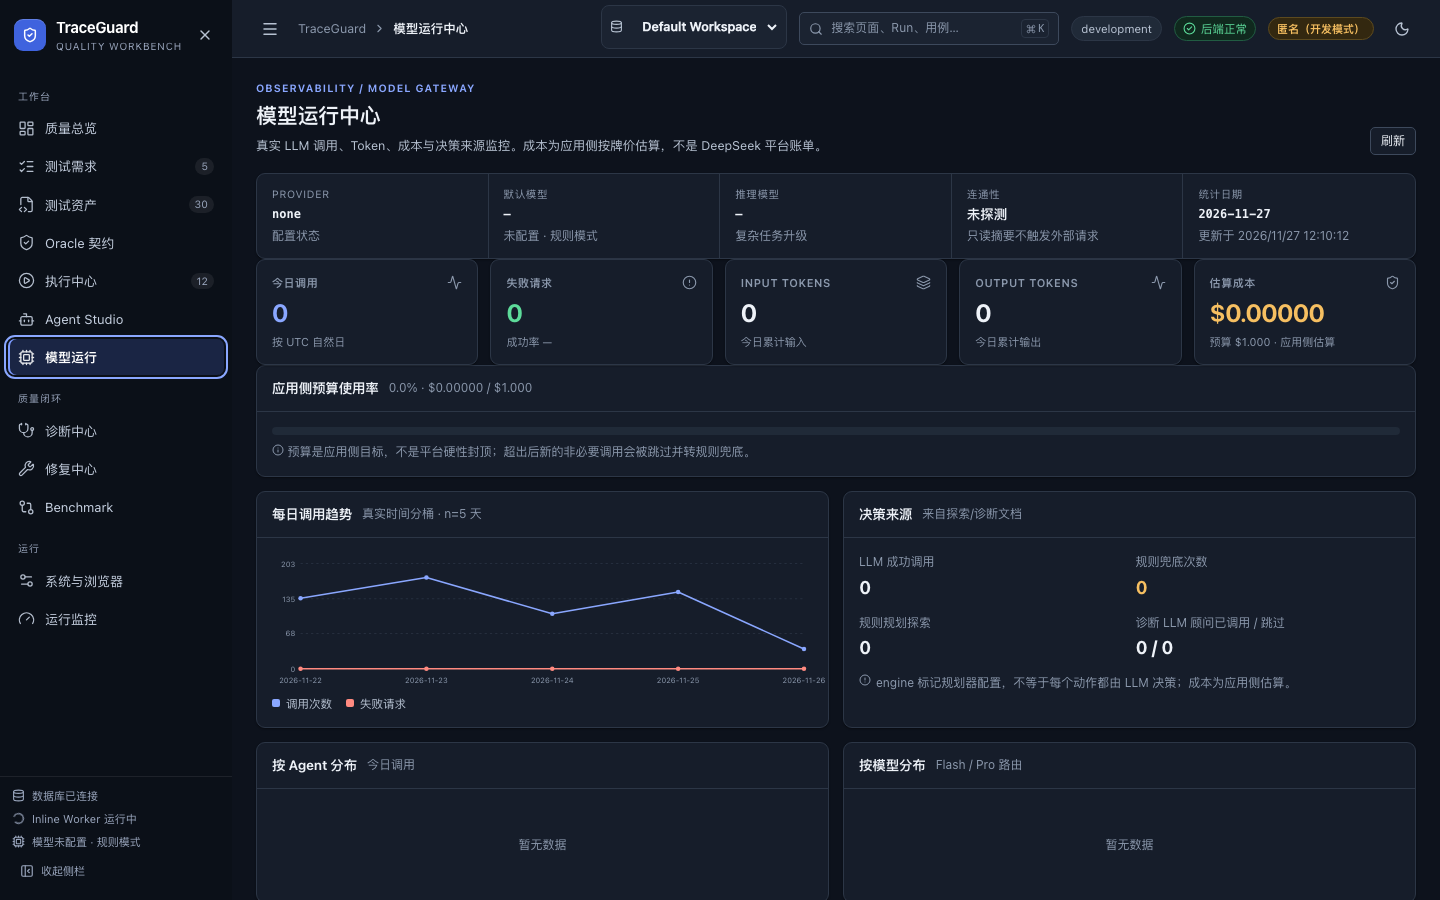 TraceGuard
QUALITY WORKBENCH
工作台
质量总览
测试需求 5
测试资产 30
Oracle 契约
执行中心 12
Agent Studio
模型运行
质量闭环
诊断中心
修复中心
Benchmark
运行
系统与浏览器
运行监控
数据库已连接
Inline Worker 运行中
模型未配置 · 规则模式
收起侧栏
TraceGuard > 模型运行中心
Default Workspace
搜索页面、Run、用例... ⌘K
development
后端正常
匿名（开发模式）
OBSERVABILITY / MODEL GATEWAY
模型运行中心
真实 LLM 调用、Token、成本与决策来源监控。成本为应用侧按牌价估算，不是 DeepSeek 平台账单。
刷新
PROVIDER
none
配置状态
默认模型
—
未配置 · 规则模式
推理模型
—
复杂任务升级
连通性
未探测
只读摘要不触发外部请求
统计日期
2026-11-27
更新于 2026/11/27 12:10:12
今日调用
0
按 UTC 自然日
失败请求
0
成功率 —
INPUT TOKENS
0
今日累计输入
OUTPUT TOKENS
0
今日累计输出
估算成本
$0.00000
预算 $1.000 · 应用侧估算
应用侧预算使用率 0.0% · $0.00000 / $1.000
预算是应用侧目标，不是平台硬性封顶；超出后新的非必要调用会被跳过并转规则兜底。
每日调用趋势 真实时间分桶 · n=5 天
203
135
68
0
2026-11-22 2026-11-23 2026-11-24 2026-11-25 2026-11-26
调用次数 失败请求
决策来源 来自探索/诊断文档
LLM 成功调用
0
规则兜底次数
0
规则规划探索
0
诊断 LLM 顾问已调用 / 跳过
0 / 0
engine 标记规划器配置，不等于每个动作都由 LLM 决策；成本为应用侧估算。
按 Agent 分布 今日调用
暂无数据
按模型分布 Flash / Pro 路由
暂无数据